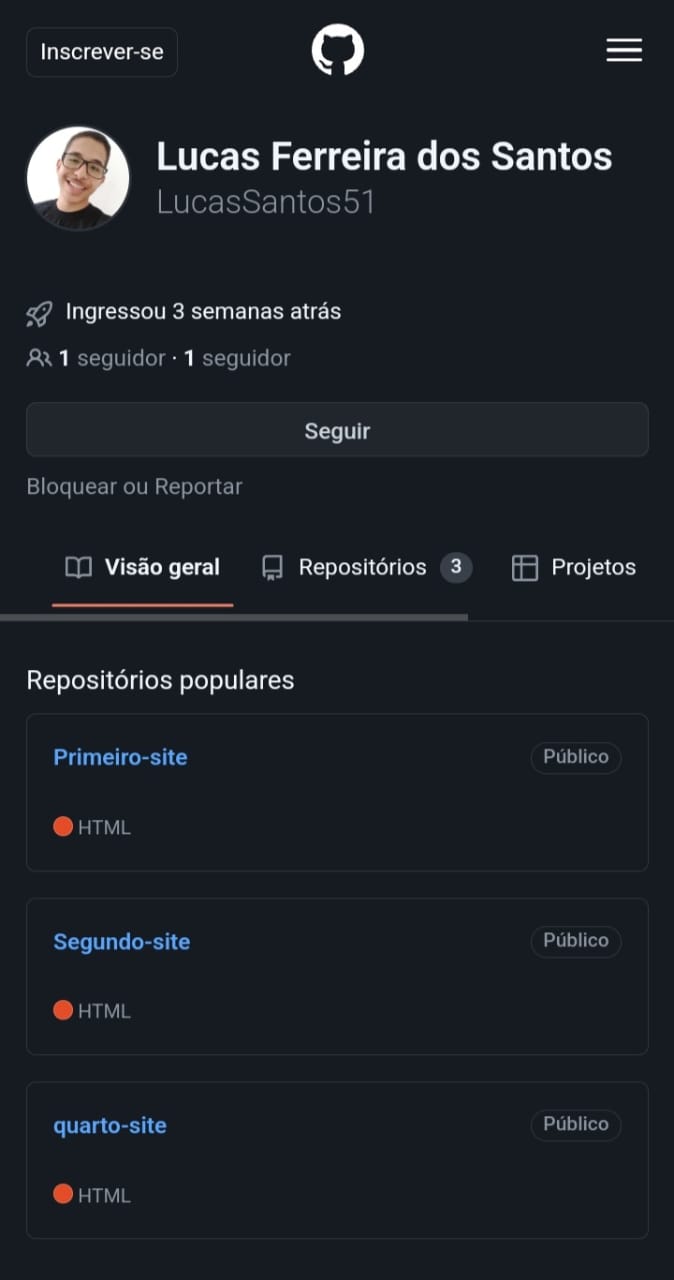 Inscrever-se
Lucas Ferreira dos Santos
LucasSantos51
Ingressou 3 semanas atrás
1 seguidor · 1 seguidor
Seguir
Bloquear ou Reportar
Visão geral Repositórios 3 Projetos
Repositórios populares
Primeiro-site Público
HTML
Segundo-site Público
HTML
quarto-site Público
HTML